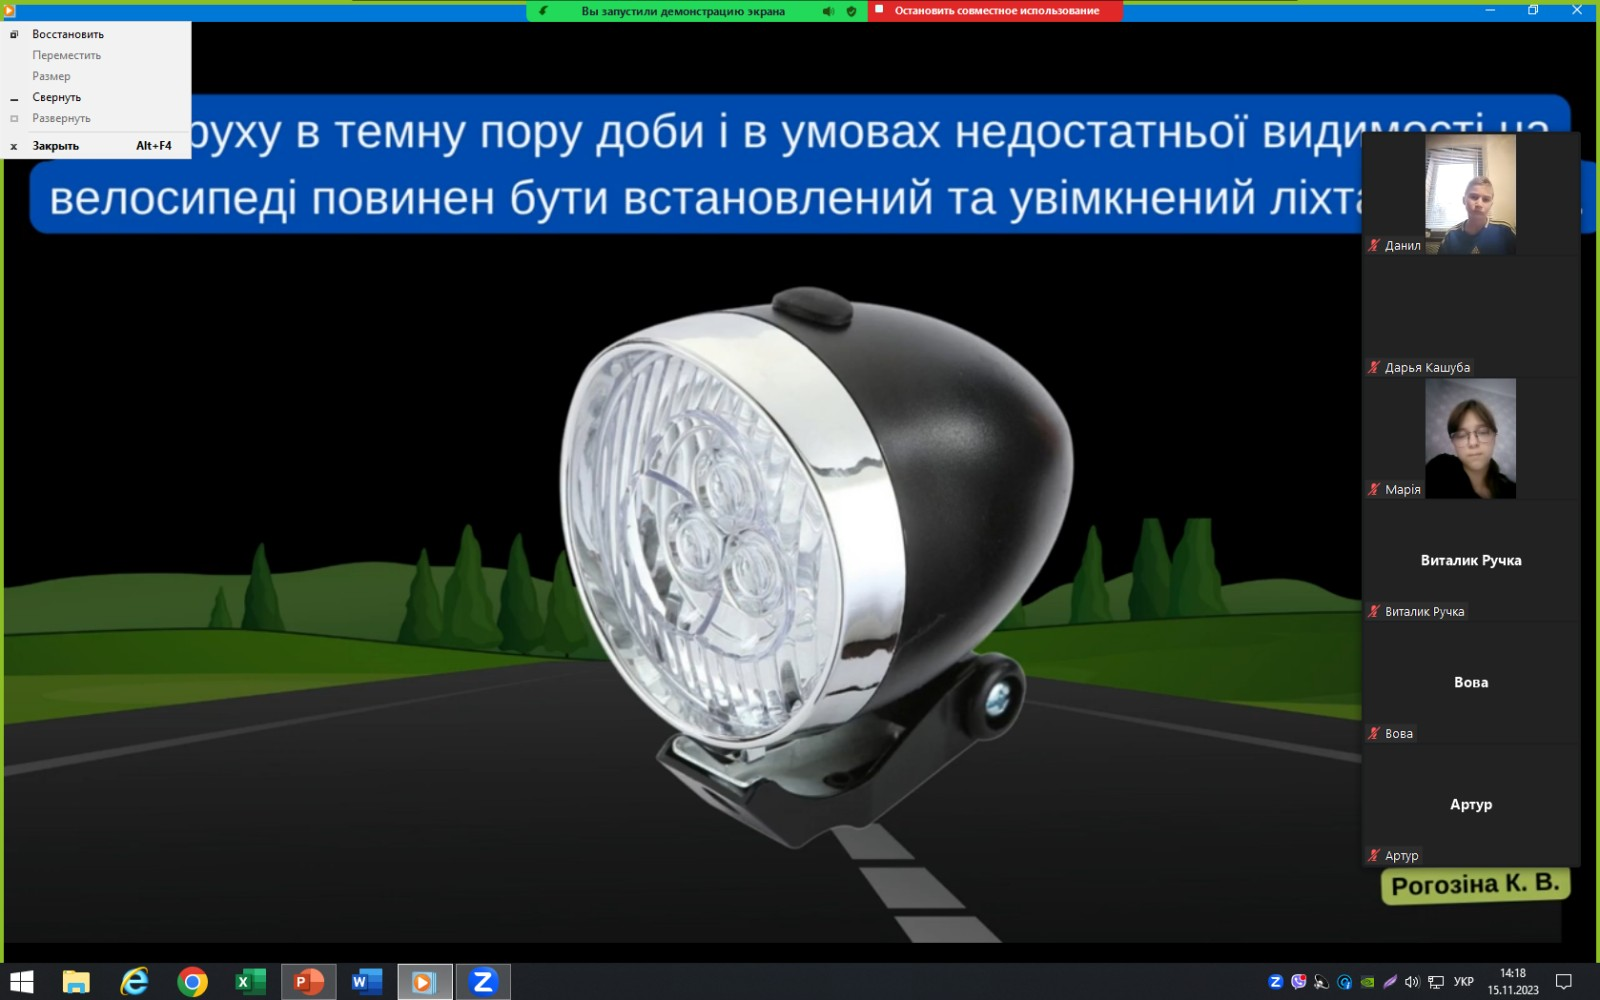 Вы запустили демонстрацию экрана
Остановить совместное использование
Восстановить
Переместить
Размер
Свернуть
Развернуть
Закрыть Alt+F4
руху в темну пору доби і в умовах недостатньої видимості на
велосипеді повинен бути встановлений та увімкнений
Данил
Дарья Кашуба
Марія
Виталик Ручка
Виталик Ручка
Вова
Вова
Артур
Артур
Рогозіна К. В.
УКР
14:18
15.11.2023